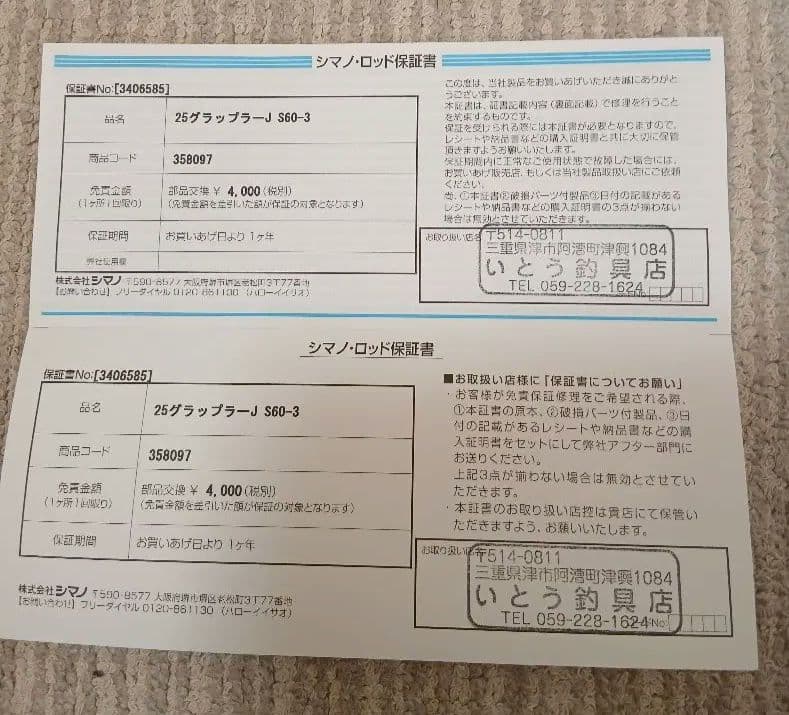 シマノ・ロッド保証書
保証書No:[3406585]
品名 25グラップラーJ S60-3
商品コード 358097
免責金額 部品交換 ¥ 4,000(税別)
(1ヶ所1回限り) (免責金額を差引いた額が保証の対象となります)
保証期間 お買いあげ日より1ヶ年
弊社使用欄
株式会社シマノ 〒590-8577 大阪府堺市堺区老松町3丁77番地
【お問い合わせ】フリーダイヤル 0120-861130 (ハローイイサオ)
この度は、当社製品をお買いあげいただき誠にありがと
うございます。
本証書は、証書記載内容(裏面記載)で修理を行うこと
を約束するものです。
保証を受けられる際には本証書が必要となりますので、
レシートや納品書などの購入証明書と共に大切に保管
頂きますようお願いいたします。
保証期間内に正常なご使用状態で故障した場合には、
お買いあげ販売店、もしくは当社製品取扱い店にご依頼
ください。
尚、①本証書②破損パーツ付製品③日付の記載がある
レシートや納品書などの購入証明書の3点が揃わない
場合は無効とさせていただきます。
お取り扱い店名
〒514-0811
三重県津市阿漕町津興1084
いとう釣具店
TEL 059-228-1624
シマノ・ロッド保証書
保証書No:[3406585]
品名 25グラップラーJ S60-3
商品コード 358097
免責金額 部品交換 ¥ 4,000(税別)
(1ヶ所1回限り) (免責金額を差引いた額が保証の対象となります)
保証期間 お買いあげ日より1ヶ年
株式会社シマノ 〒590-8577 大阪府堺市堺区老松町3丁77番地
【お問い合わせ】フリーダイヤル 0120-861130 (ハローイイサオ)
■お取扱い店様に「保証書についてお願い」
・お客様が免責保証修理をご希望される際、
①本証書の原本、②破損パーツ付製品、③日
付の記載があるレシートや納品書などの購
入証明書をセットにして弊社アフター部門に
お送りください。
上記3点が揃わない場合は無効とさせてい
ただきます。
・本証書のお取り扱い店控は貴店にて保管い
ただきますよう、お願いいたします。
お取り扱い店
〒514-0811
三重県津市阿漕町津興1084
いとう釣具店
TEL 059-228-1624
No: